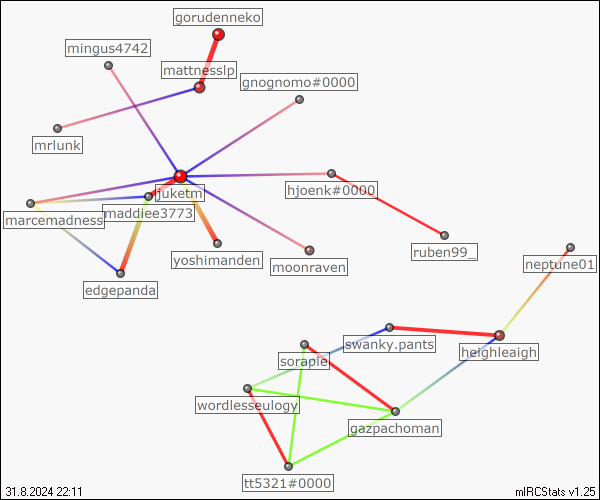 gorudenneko
mingus4742
mattnesslp
gnognomo#0000
mrlunk
juketm
hjoenk#0000
maddiee3773
marcemadness
ruben99_
yoshimanden
moonraven
neptune01
edgepanda
swanky.pants
heighleaigh
sorapie
wordlesseulogy
gazpachoman
tt5321#0000
31.8.2024 22:11
mIRCStats v1.25